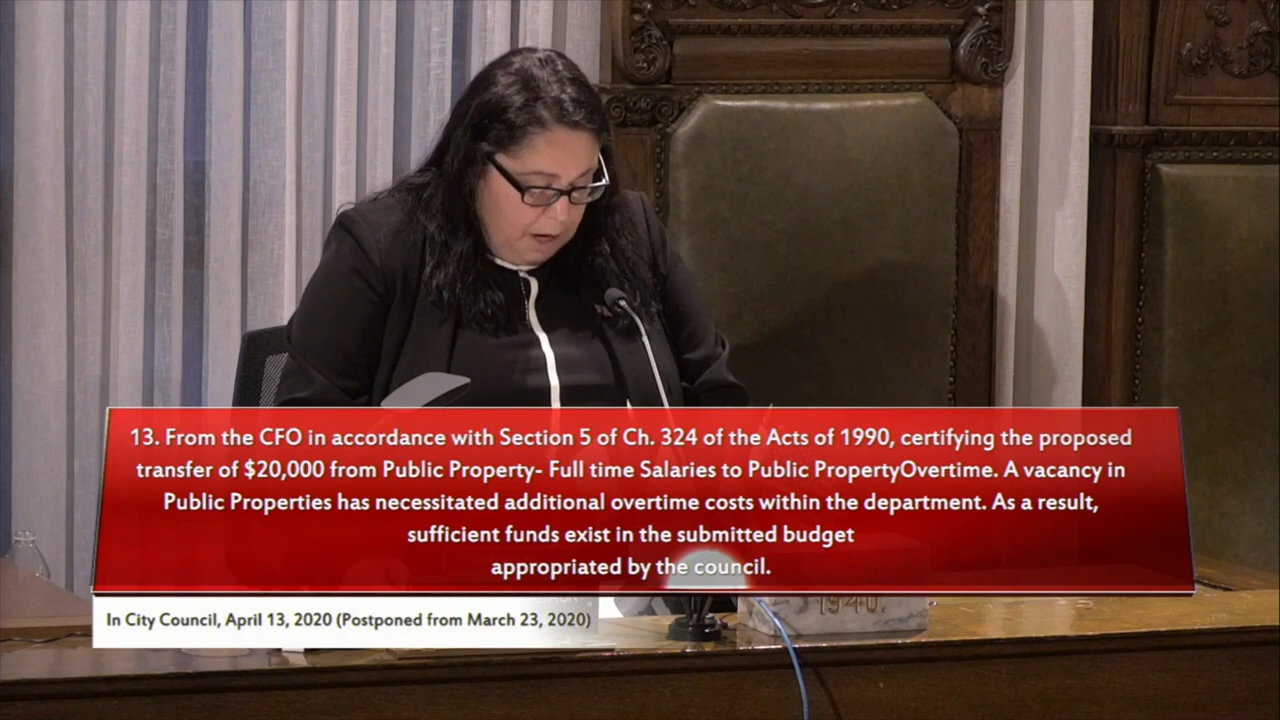 13. From the CFO in accordance with Section 5 of Ch. 324 of the Acts of 1990, certifying the proposed
transfer of $20,000 from Public Property- Full time Salaries to Public PropertyOvertime. A vacancy in
Public Properties has necessitated additional overtime costs within the department. As a result,
sufficient funds exist in the submitted budget
appropriated by the council.
1940.
In City Council, April 13, 2020 (Postponed from March 23, 2020)